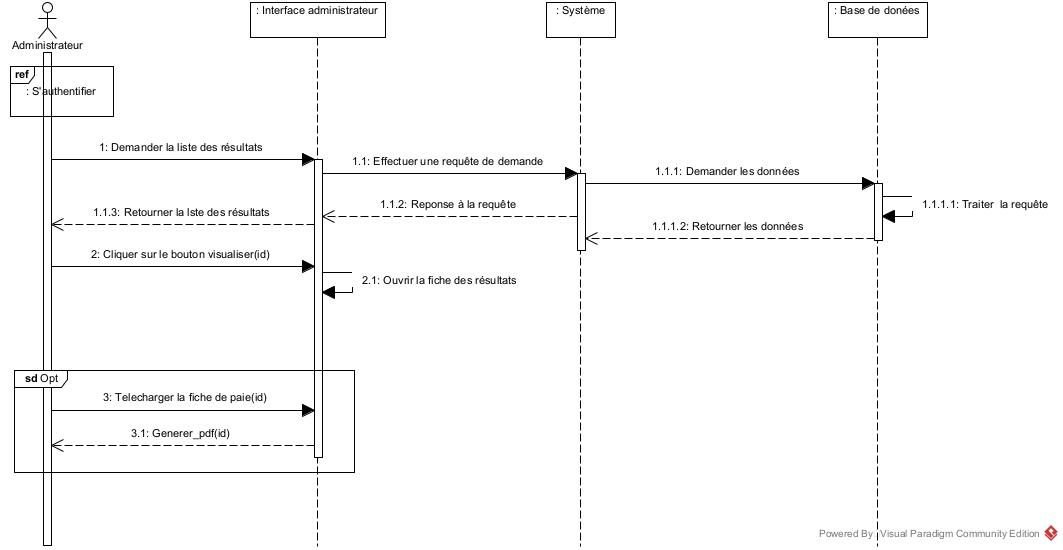 : Interface administrateur
: Système
: Base de donées
Administrateur
ref
: S'authentifier
1: Demander la liste des résultats
1.1: Effectuer une requête de demande
1.1.1: Demander les données
1.1.1.1: Traiter la requête
1.1.2: Reponse à la requête
1.1.3: Retourner la lste des résultats
1.1.1.2: Retourner les données
2: Cliquer sur le bouton visualiser(id)
2.1: Ouvrir la fiche des résultats
sd Opt
3: Telecharger la fiche de paie(id)
3.1: Generer_pdf(id)
Powered By: Visual Paradigm Community Edition